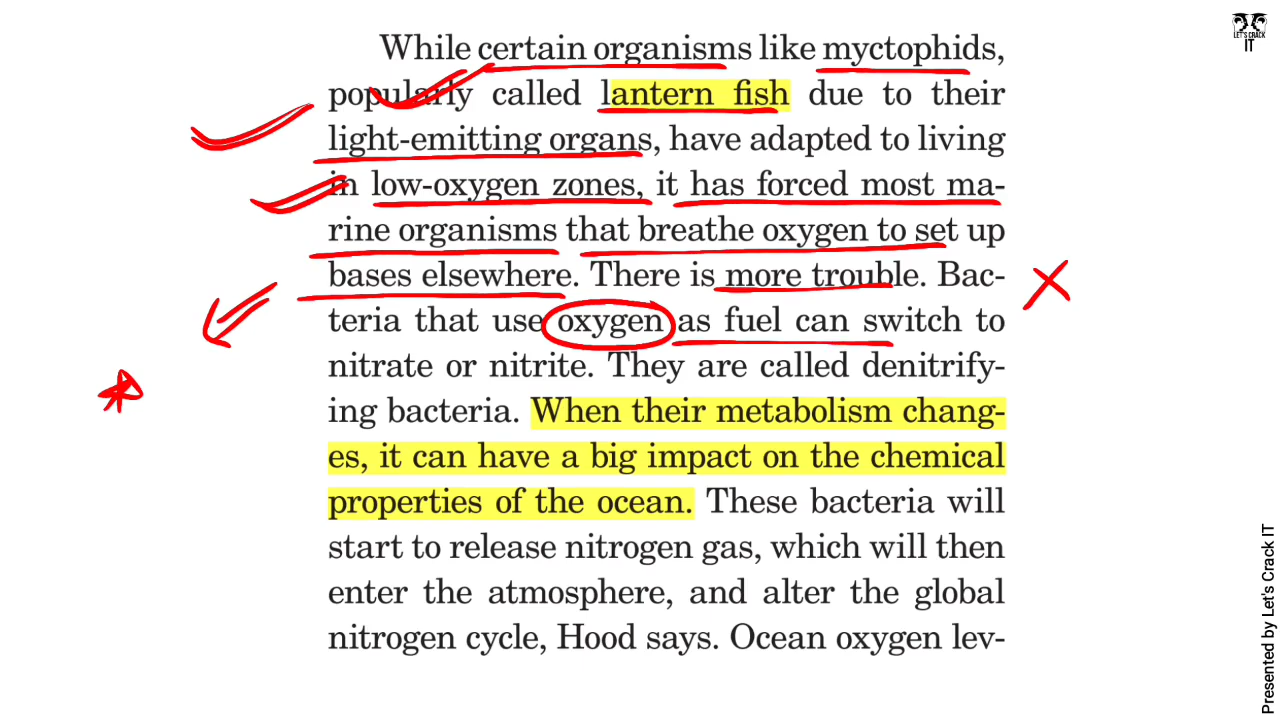 LET'S CRACK
IT
While certain organisms like myctophids,
popularly called lantern fish due to their
light-emitting organs, have adapted to living
in low-oxygen zones, it has forced most ma-
rine organisms that breathe oxygen to set up
bases elsewhere. There is more trouble. Bac-
teria that use oxygen as fuel can switch to
nitrate or nitrite. They are called denitrify-
ing bacteria. When their metabolism chang-
es, it can have a big impact on the chemical
properties of the ocean. These bacteria will
start to release nitrogen gas, which will then
enter the atmosphere, and alter the global
nitrogen cycle, Hood says. Ocean oxygen lev-
Presented by Let's Crack IT